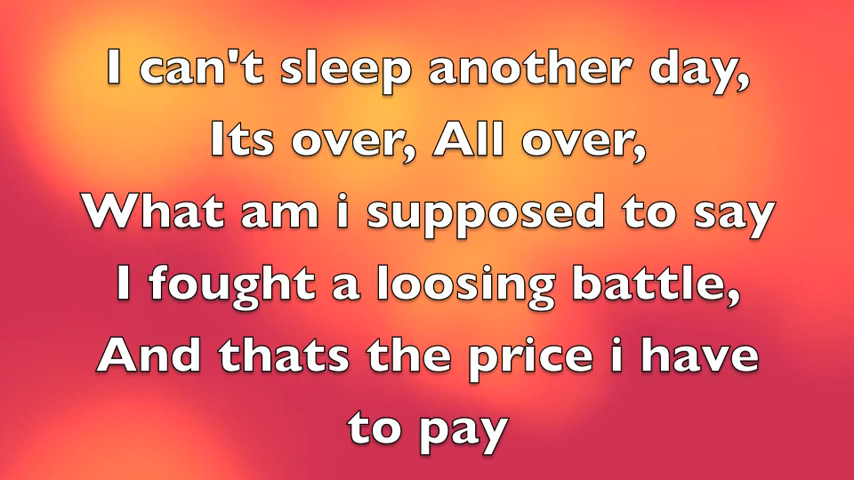 I can't sleep another day,
Its over, All over,
What am i supposed to say
I fought a loosing battle,
And thats the price i have
to pay